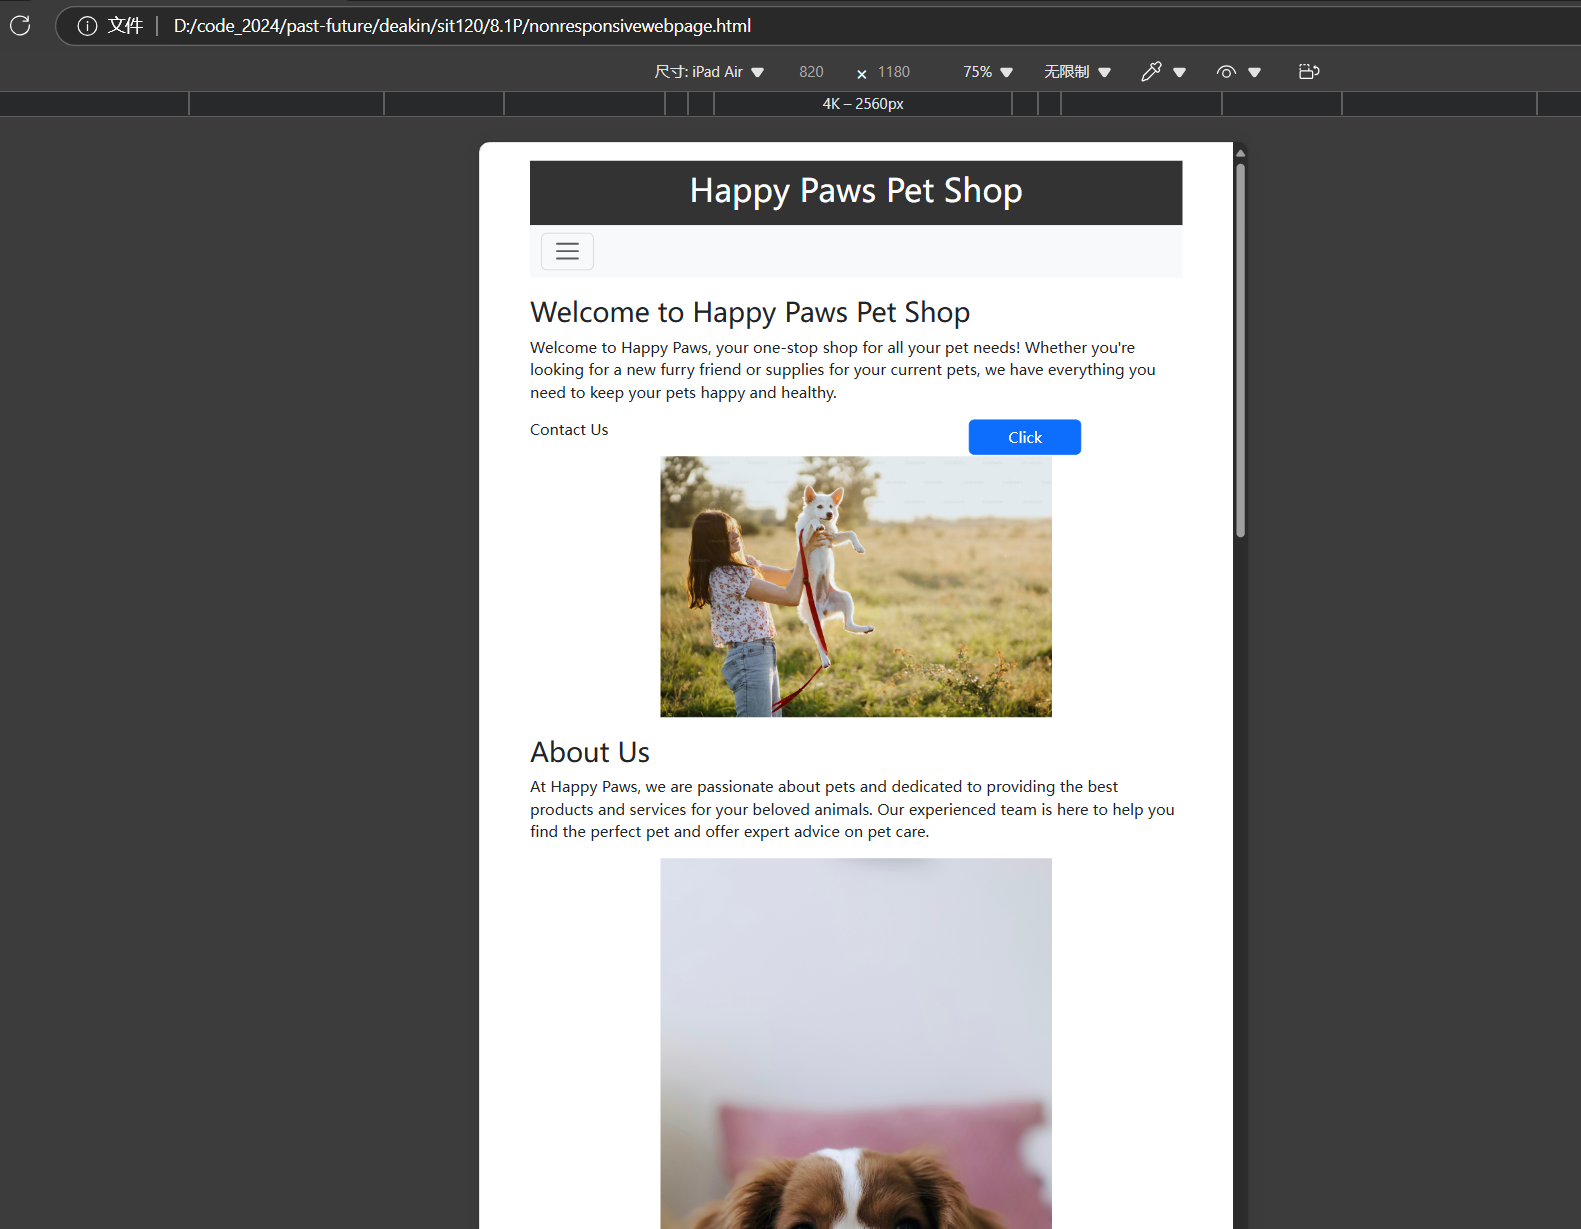 文件 D:/code_2024/past-future/deakin/sit120/8.1P/nonresponsivewebpage.html
尺寸: iPad Air 820 × 1180 75% 无限制
4K – 2560px
Happy Paws Pet Shop
Welcome to Happy Paws Pet Shop
Welcome to Happy Paws, your one-stop shop for all your pet needs! Whether you're
looking for a new furry friend or supplies for your current pets, we have everything you
need to keep your pets happy and healthy.
Contact Us Click
About Us
At Happy Paws, we are passionate about pets and dedicated to providing the best
products and services for your beloved animals. Our experienced team is here to help you
find the perfect pet and offer expert advice on pet care.